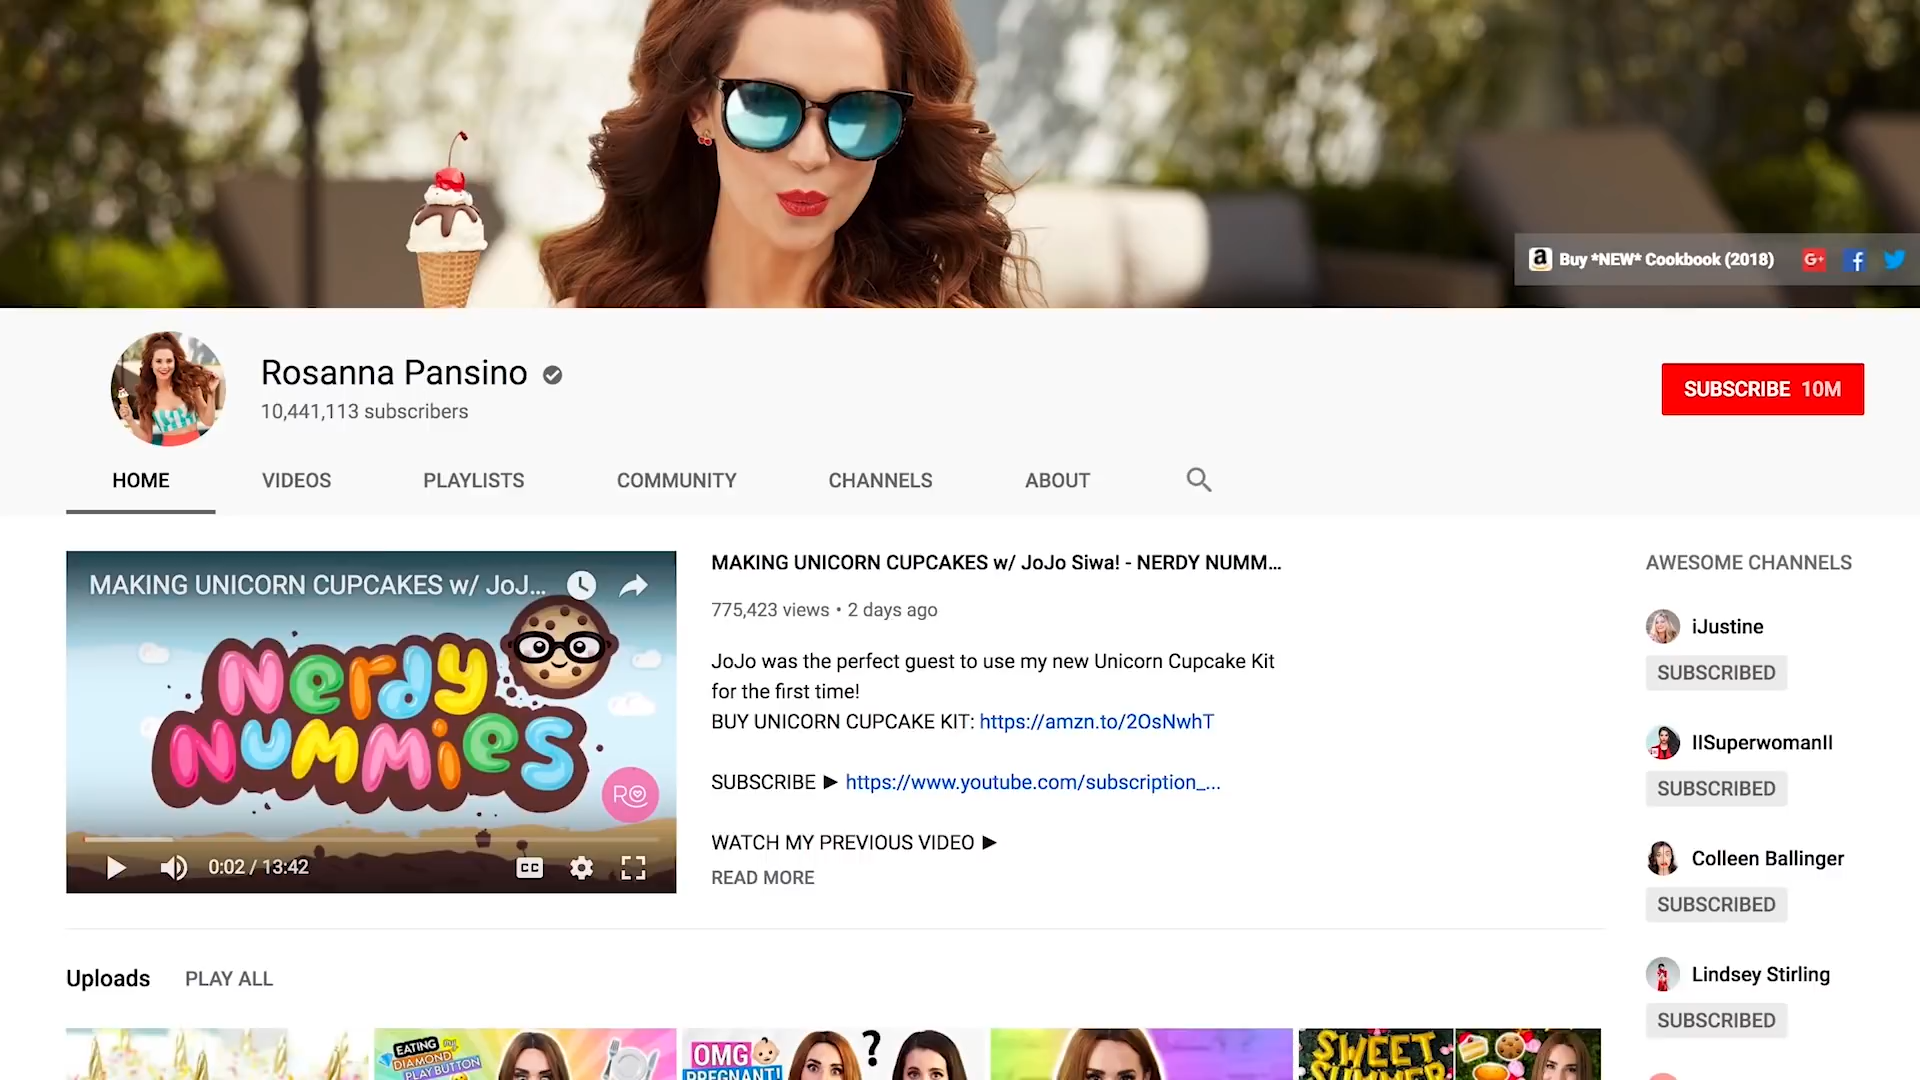 a Buy *NEW* Cookbook (2018) G+ f
Rosanna Pansino
10,441,113 subscribers
SUBSCRIBE 10M
HOME VIDEOS PLAYLISTS COMMUNITY CHANNELS ABOUT
MAKING UNICORN CUPCAKES w/ JoJ...
Nerdy
NUMMieS
R
0:02 / 13:42
CC
MAKING UNICORN CUPCAKES w/ JoJo Siwa! - NERDY NUMM...
775,423 views • 2 days ago
JoJo was the perfect guest to use my new Unicorn Cupcake Kit
for the first time!
BUY UNICORN CUPCAKE KIT: https://amzn.to/2OsNwhT
SUBSCRIBE ► https://www.youtube.com/subscription_...
WATCH MY PREVIOUS VIDEO ►
READ MORE
AWESOME CHANNELS
iJustine
SUBSCRIBED
IISuperwomanII
SUBSCRIBED
Colleen Ballinger
SUBSCRIBED
Lindsey Stirling
SUBSCRIBED
Uploads PLAY ALL
EATING my
DIAMOND
PLAY BUTTON
OMG
PREGNANT!
?
SWEET
SUMMER